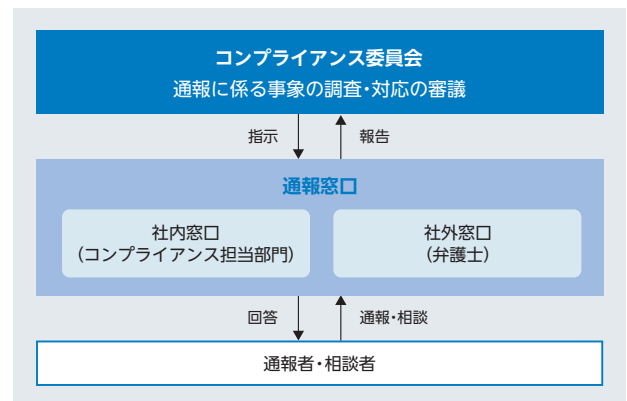 コンプライアンス委員会
通報に係る事象の調査・対応の審議
指示
報告
通報窓口
社内窓口
(コンプライアンス担当部門)
社外窓口
(弁護士)
回答
通報・相談
通報者・相談者